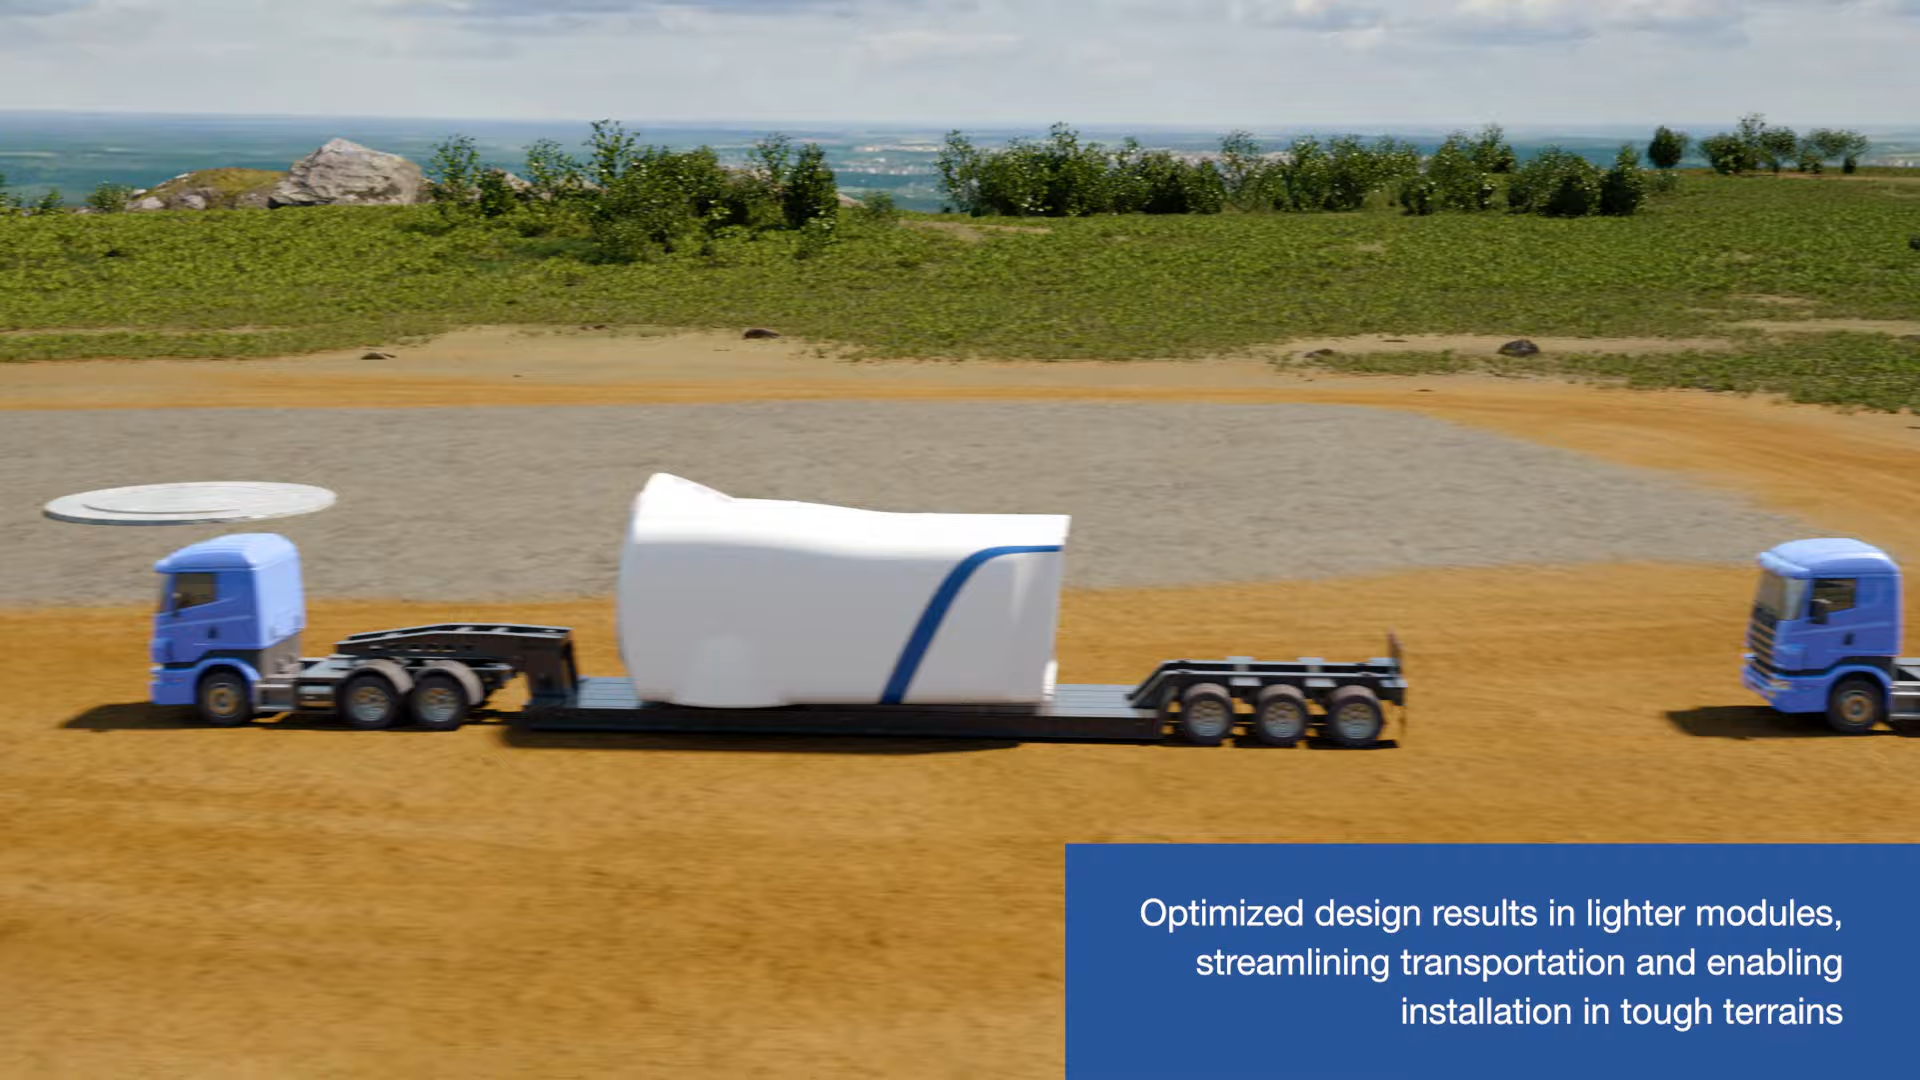 Optimized design results in lighter modules,
streamlining transportation and enabling
installation in tough terrains